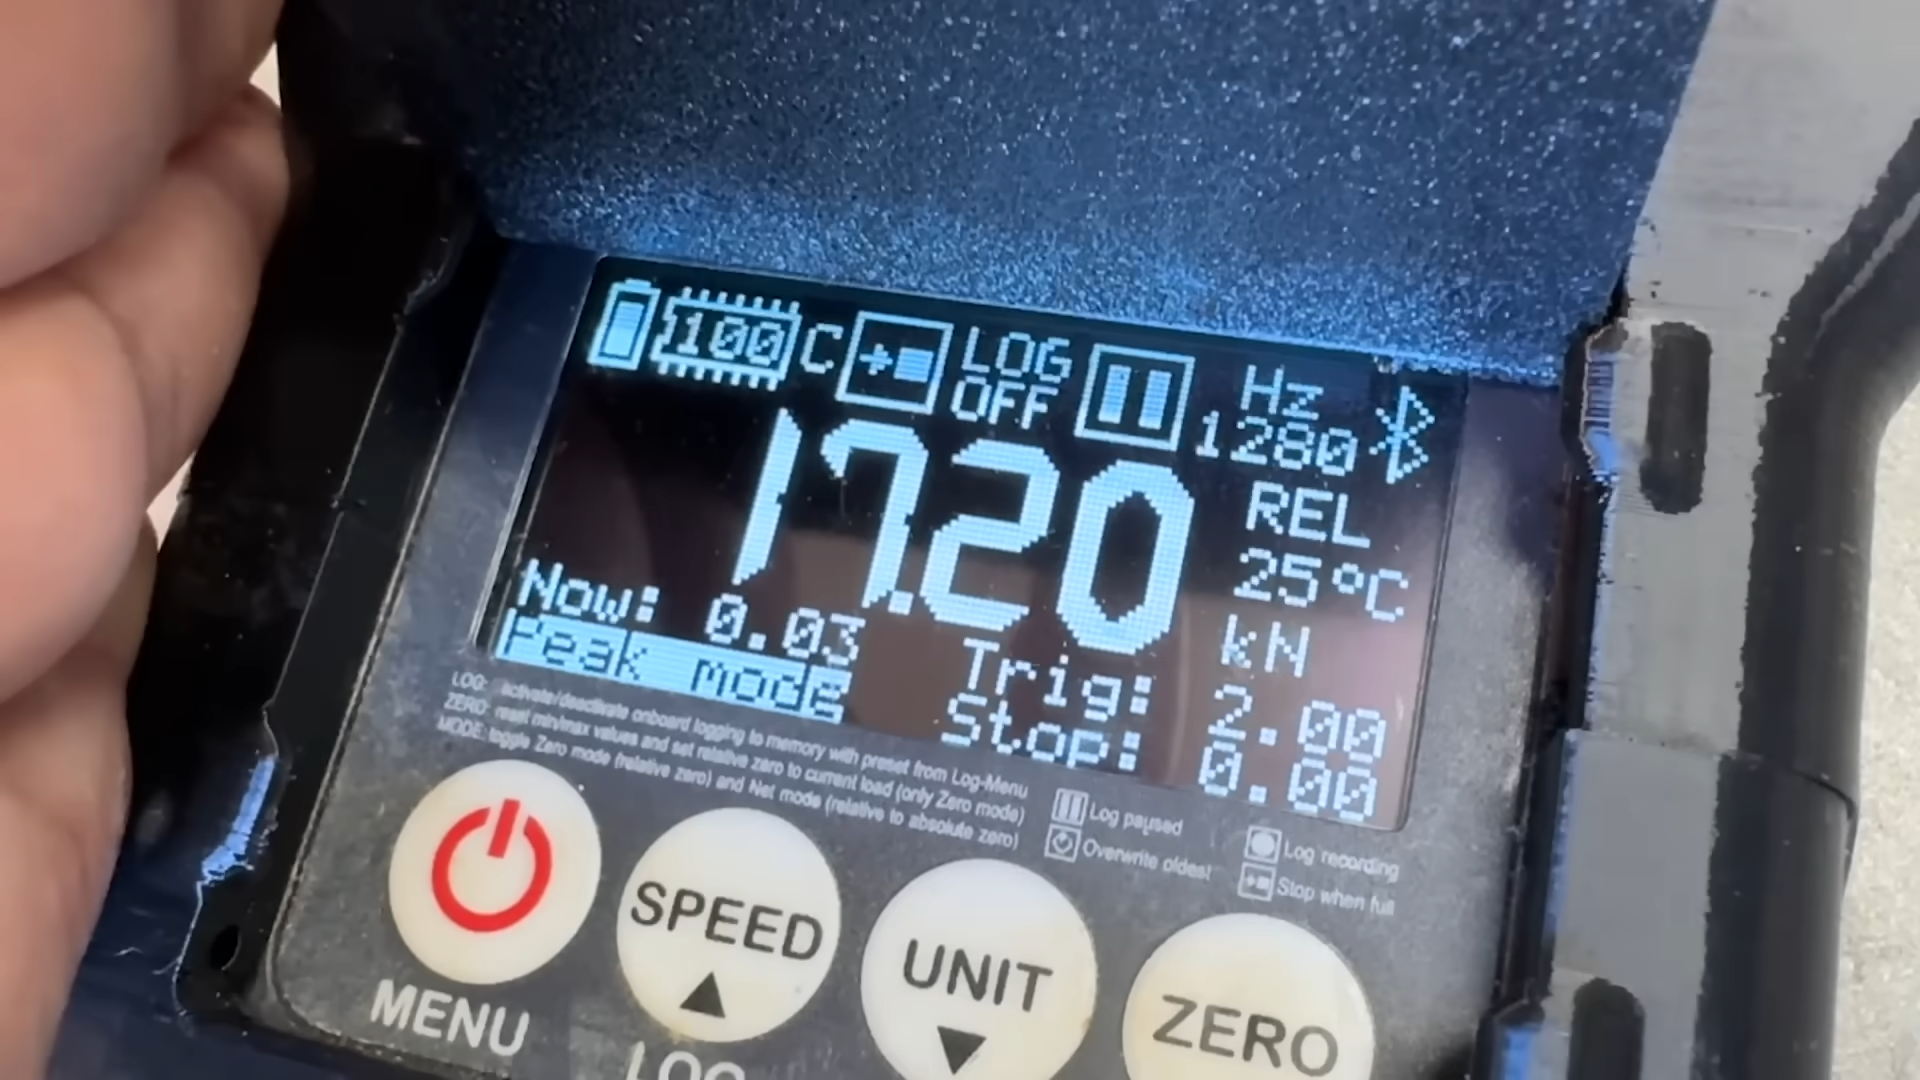 100 C LOG OFF Hz 1280
17.20
REL
25°C
kN
Now: 0.03
Peak mode
Trig: 2.00
Stop: 0.00
LOG: activate/deactivate onboard logging to memory with preset from Log-Menu
ZERO: reset min/max values and set relative zero to current load (only Zero mode)
MODE: toggle Zero mode (relative zero) and Net mode (relative to absolute zero)
Log paused
Log recording
Overwrite oldest
Stop when full
SPEED
UNIT
ZERO
MENU
LOG